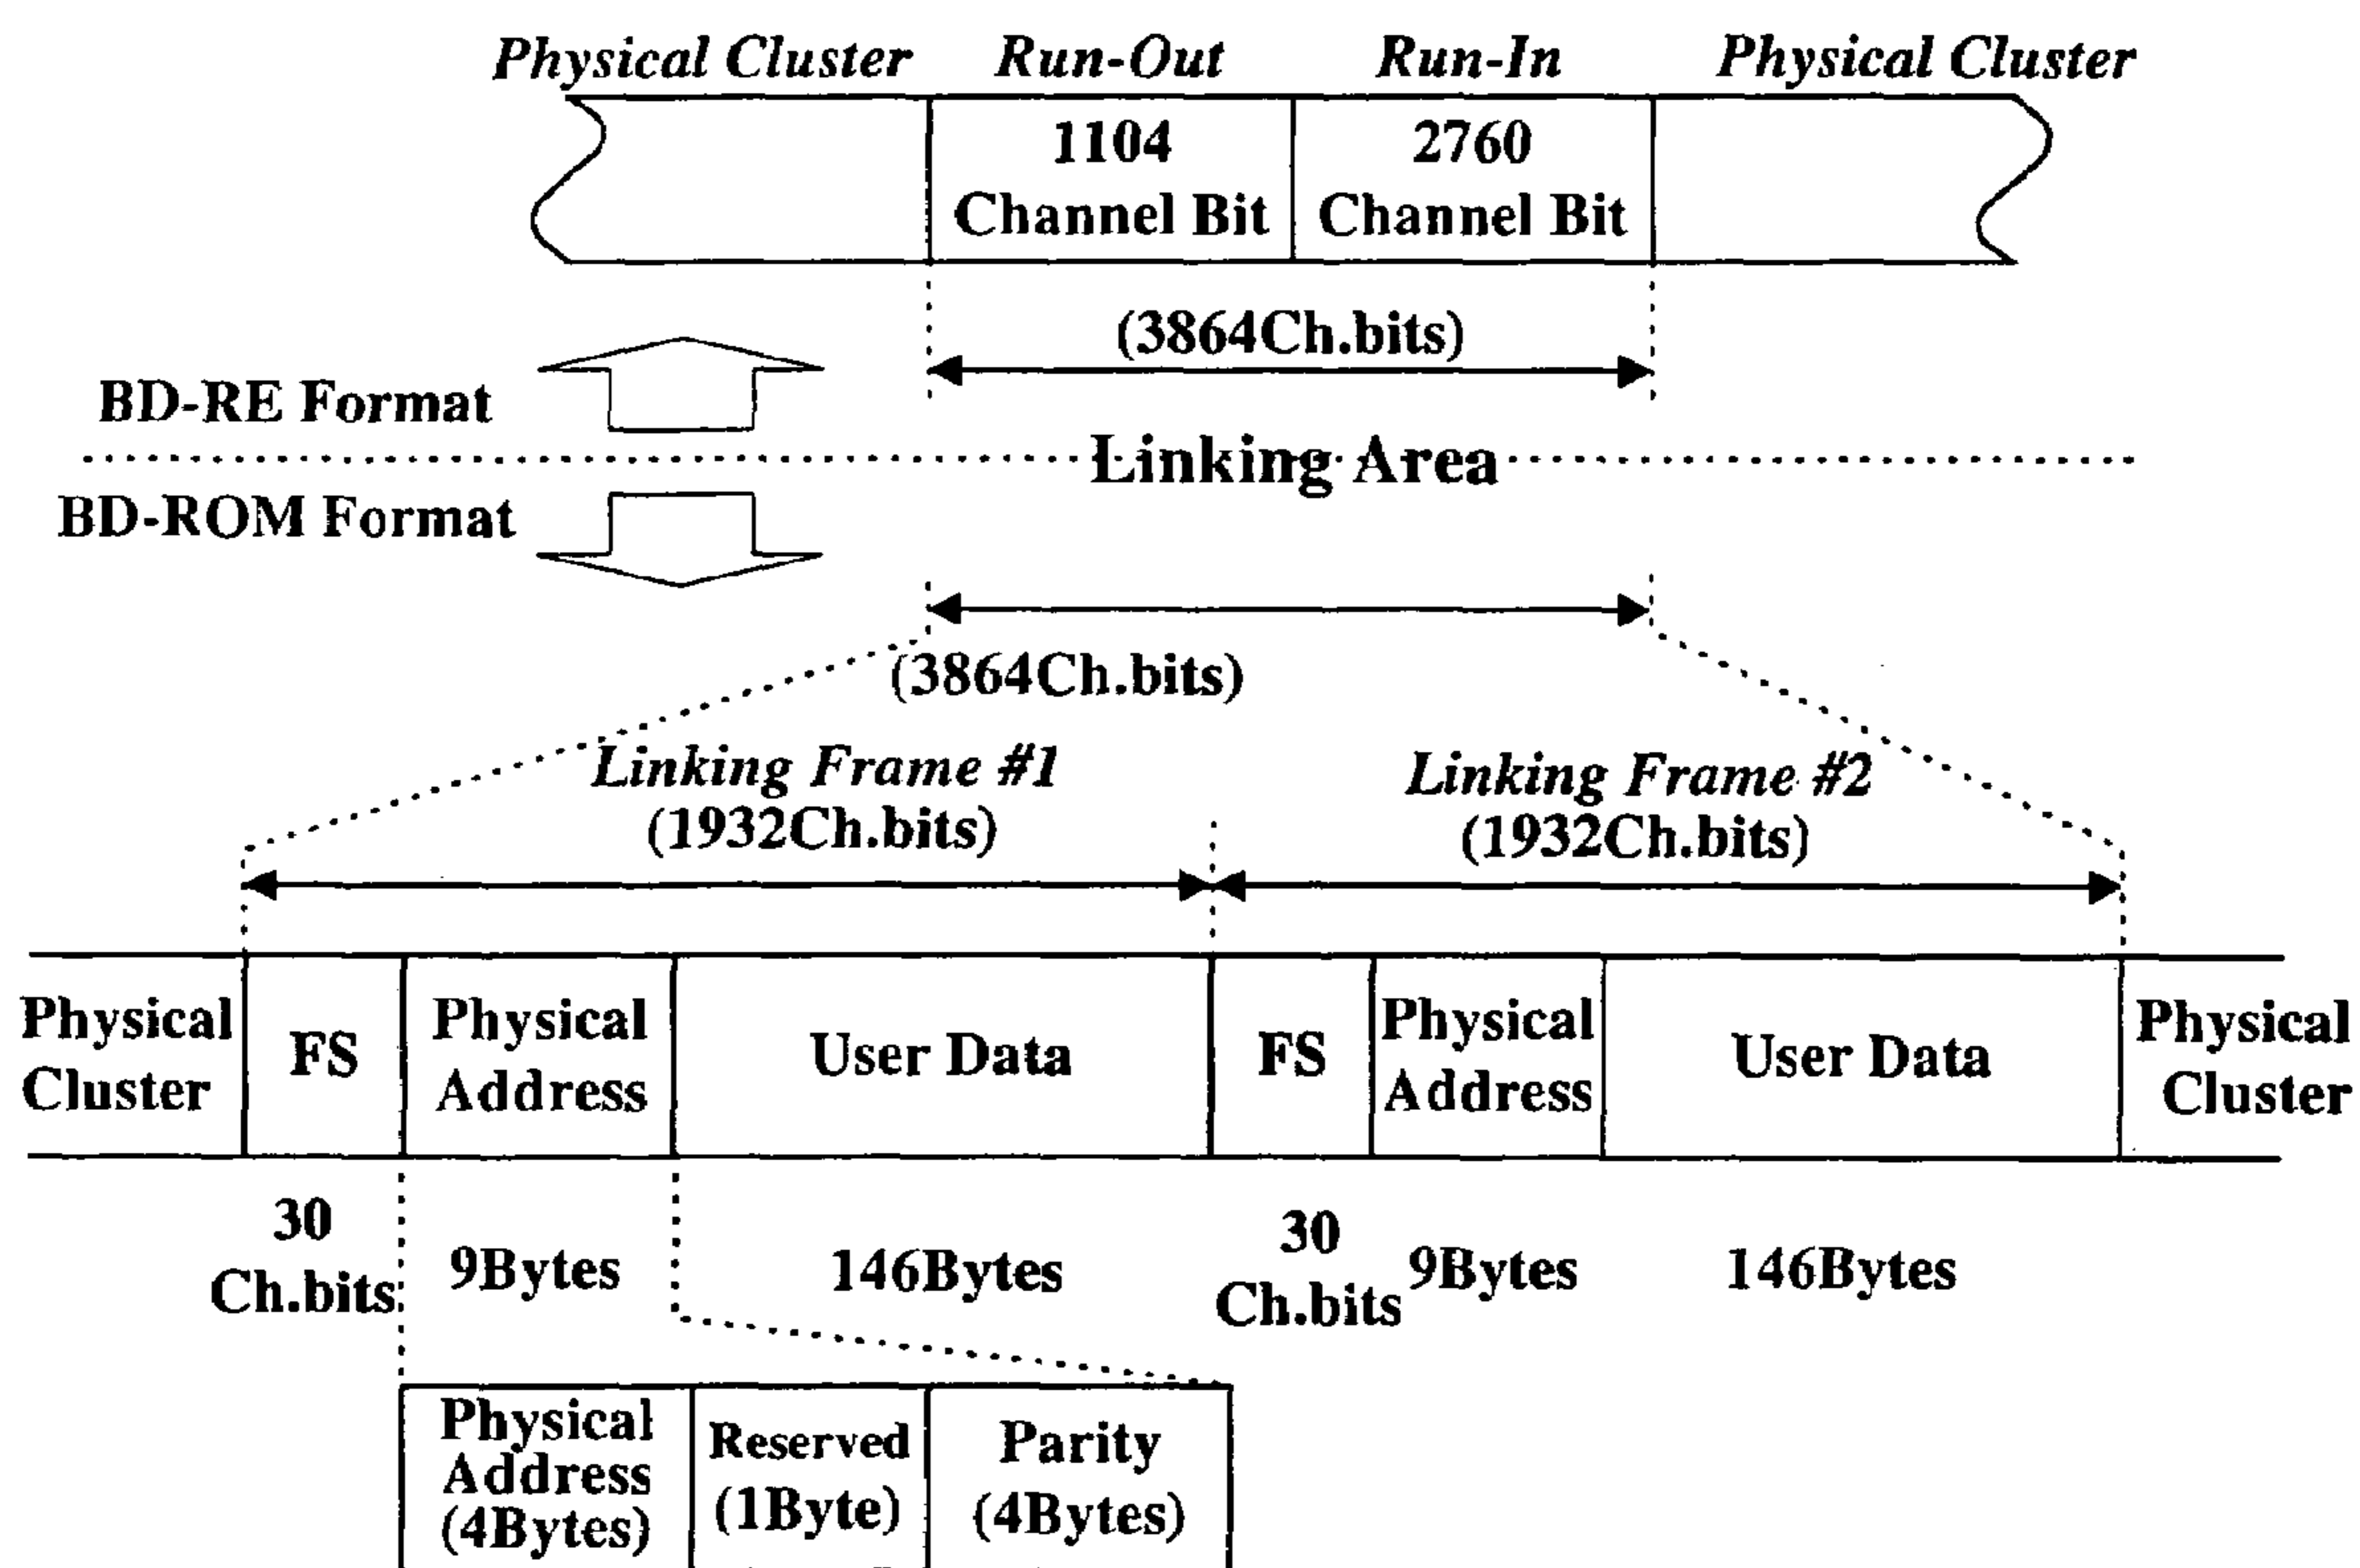 Physical Cluster Run-Out Run-In Physical Cluster
1104 Channel Bit
2760 Channel Bit
(3864Ch.bits)
BD-RE Format
Linking Area
BD-ROM Format
(3864Ch.bits)
Linking Frame #1
(1932Ch.bits)
Linking Frame #2
(1932Ch.bits)
Physical Cluster
FS
Physical Address
User Data
FS
Physical Address
User Data
Physical Cluster
30 Ch.bits
9Bytes
146Bytes
30 Ch.bits
9Bytes
146Bytes
Physical Address (4Bytes)
Reserved (1Byte)
Parity (4Bytes)